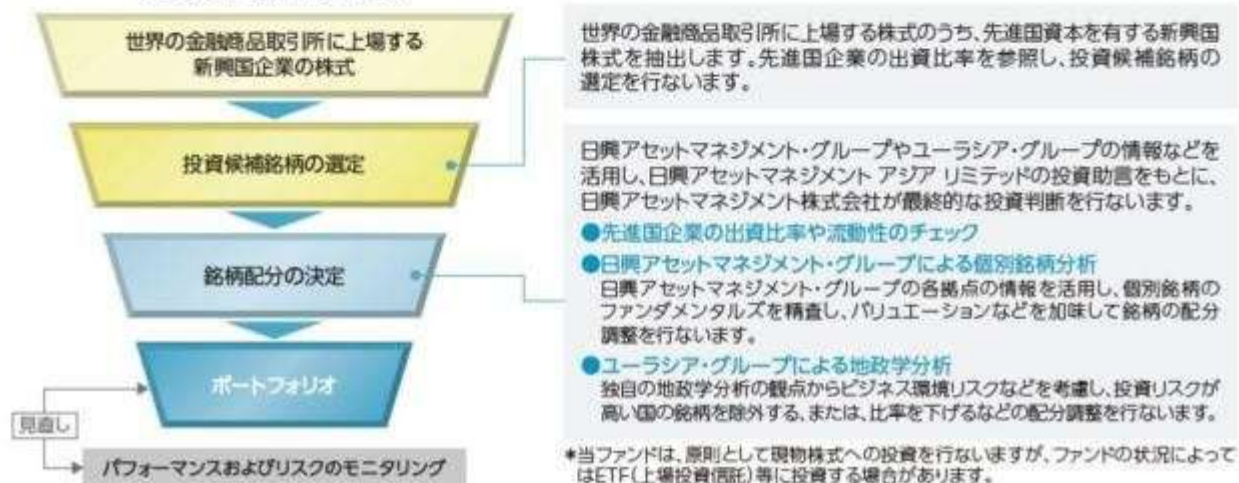 世界の金融商品取引所に上場する
新興国企業の株式
投資候補銘柄の選定
銘柄配分の決定
ポートフォリオ
見直し
パフォーマンスおよびリスクのモニタリング
世界の金融商品取引所に上場する株式のうち、先進国資本を有する新興国
株式を抽出します。先進国企業の出資比率を参照し、投資候補銘柄の
選定を行ないます。
日興アセットマネジメント・グループやユーラシア・グループの情報などを
活用し、日興アセットマネジメント アジア リミテッドの投資助言をもとに、
日興アセットマネジメント株式会社が最終的な投資判断を行ないます。
●先進国企業の出資比率や流動性のチェック
●日興アセットマネジメント・グループによる個別銘柄分析
日興アセットマネジメント・グループの各拠点の情報を活用し、個別銘柄の
ファンダメンタルズを精査し、バリュエーションなどを加味して銘柄の配分
調整を行ないます。
●ユーラシア・グループによる地政学分析
独自の地政学分析の観点からビジネス環境リスクなどを考慮し、投資リスクが
高い国の銘柄を除外する、または、比率を下げるなどの配分調整を行ないます。
*当ファンドは、原則として現物株式への投資を行ないますが、ファンドの状況によって
はETF(上場投資信託)等に投資する場合があります。